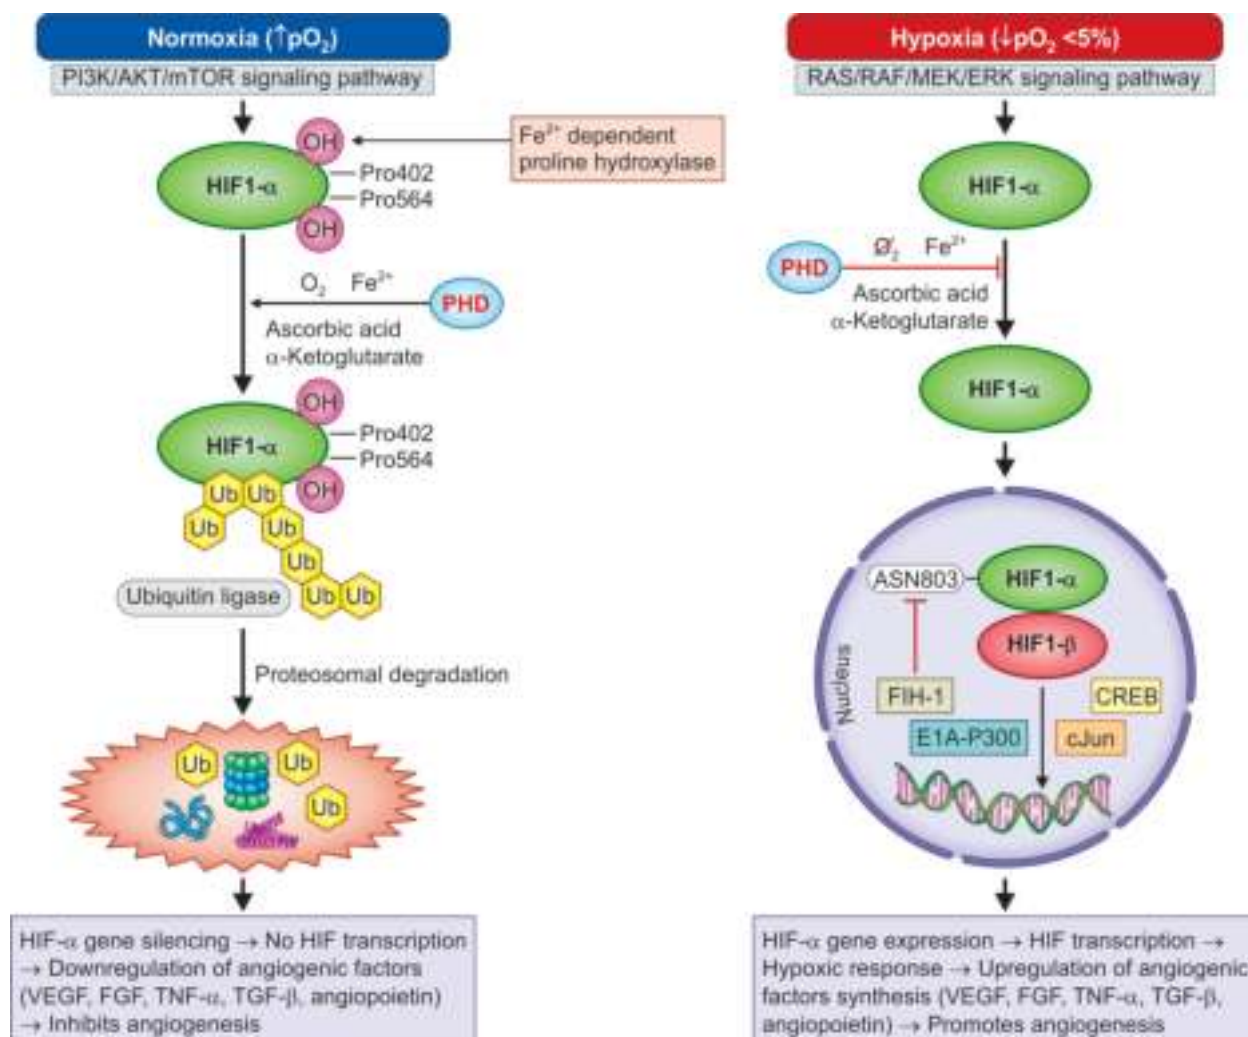 Normoxia (↑pO₂)
PI3K/AKT/mTOR signaling pathway
OH
Fe²⁺ dependent
proline hydroxylase
HIF1-α
Pro402
Pro564
OH
O₂ Fe²⁺
PHD
Ascorbic acid
α-Ketoglutarate
OH
HIF1-α
Pro402
Pro564
OH
Ub Ub
Ub Ub
Ub
Ubiquitin ligase
Ub Ub
Proteosomal degradation
Ub Ub
Ub
HIF-α gene silencing → No HIF transcription
→ Downregulation of angiogenic factors
(VEGF, FGF, TNF-α, TGF-β, angiopoietin)
→ Inhibits angiogenesis
Hypoxia (↓pO₂ <5%)
RAS/RAF/MEK/ERK signaling pathway
HIF1-α
O₂ Fe²⁺
PHD
Ascorbic acid
α-Ketoglutarate
HIF1-α
ASN803
HIF1-α
HIF1-β
Nucleus
FIH-1
CREB
E1A-P300
cJun
HIF-α gene expression → HIF transcription →
Hypoxic response → Upregulation of angiogenic
factors synthesis (VEGF, FGF, TNF-α, TGF-β,
angiopoietin) → Promotes angiogenesis